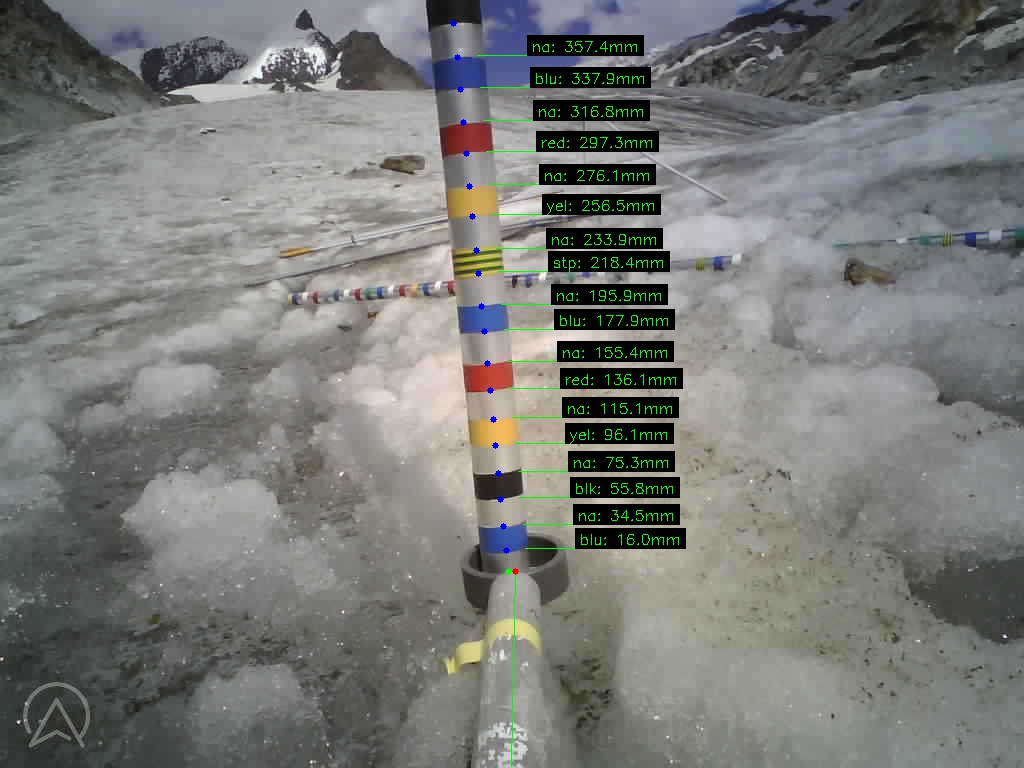 na: 357.4mm
blu: 337.9mm
na: 316.8mm
red: 297.3mm
na: 276.1mm
yel: 256.5mm
na: 233.9mm
stp: 218.4mm
na: 195.9mm
blu: 177.9mm
na: 155.4mm
red: 136.1mm
na: 115.1mm
yel: 96.1mm
na: 75.3mm
blk: 55.8mm
na: 34.5mm
blu: 16.0mm